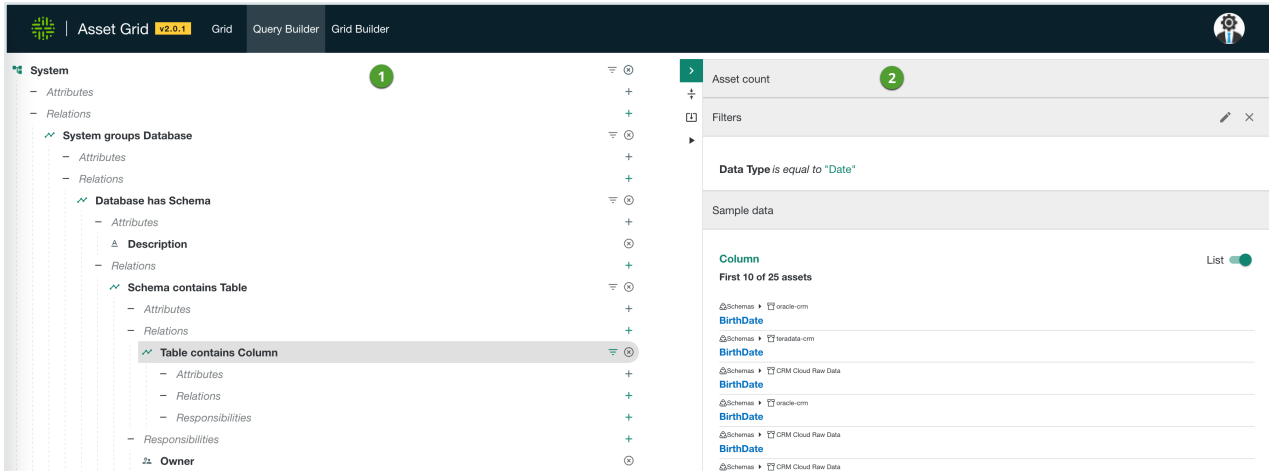 Asset Grid v2.0.1 Grid Query Builder Grid Builder
System
1
Attributes
Relations
System groups Database
Attributes
Relations
Database has Schema
Attributes
Description
Relations
Schema contains Table
Attributes
Relations
Table contains Column
Attributes
Relations
Responsibilities
Responsibilities
Owner
Asset count
2
Filters
Data Type is equal to "Date"
Sample data
Column List
First 10 of 25 assets
Schemas oracle-crm
BirthDate
Schemas teradata-crm
BirthDate
Schemas CRM Cloud Raw Data
BirthDate
Schemas oracle-crm
BirthDate
Schemas CRM Cloud Raw Data
BirthDate
Schemas CRM Cloud Raw Data